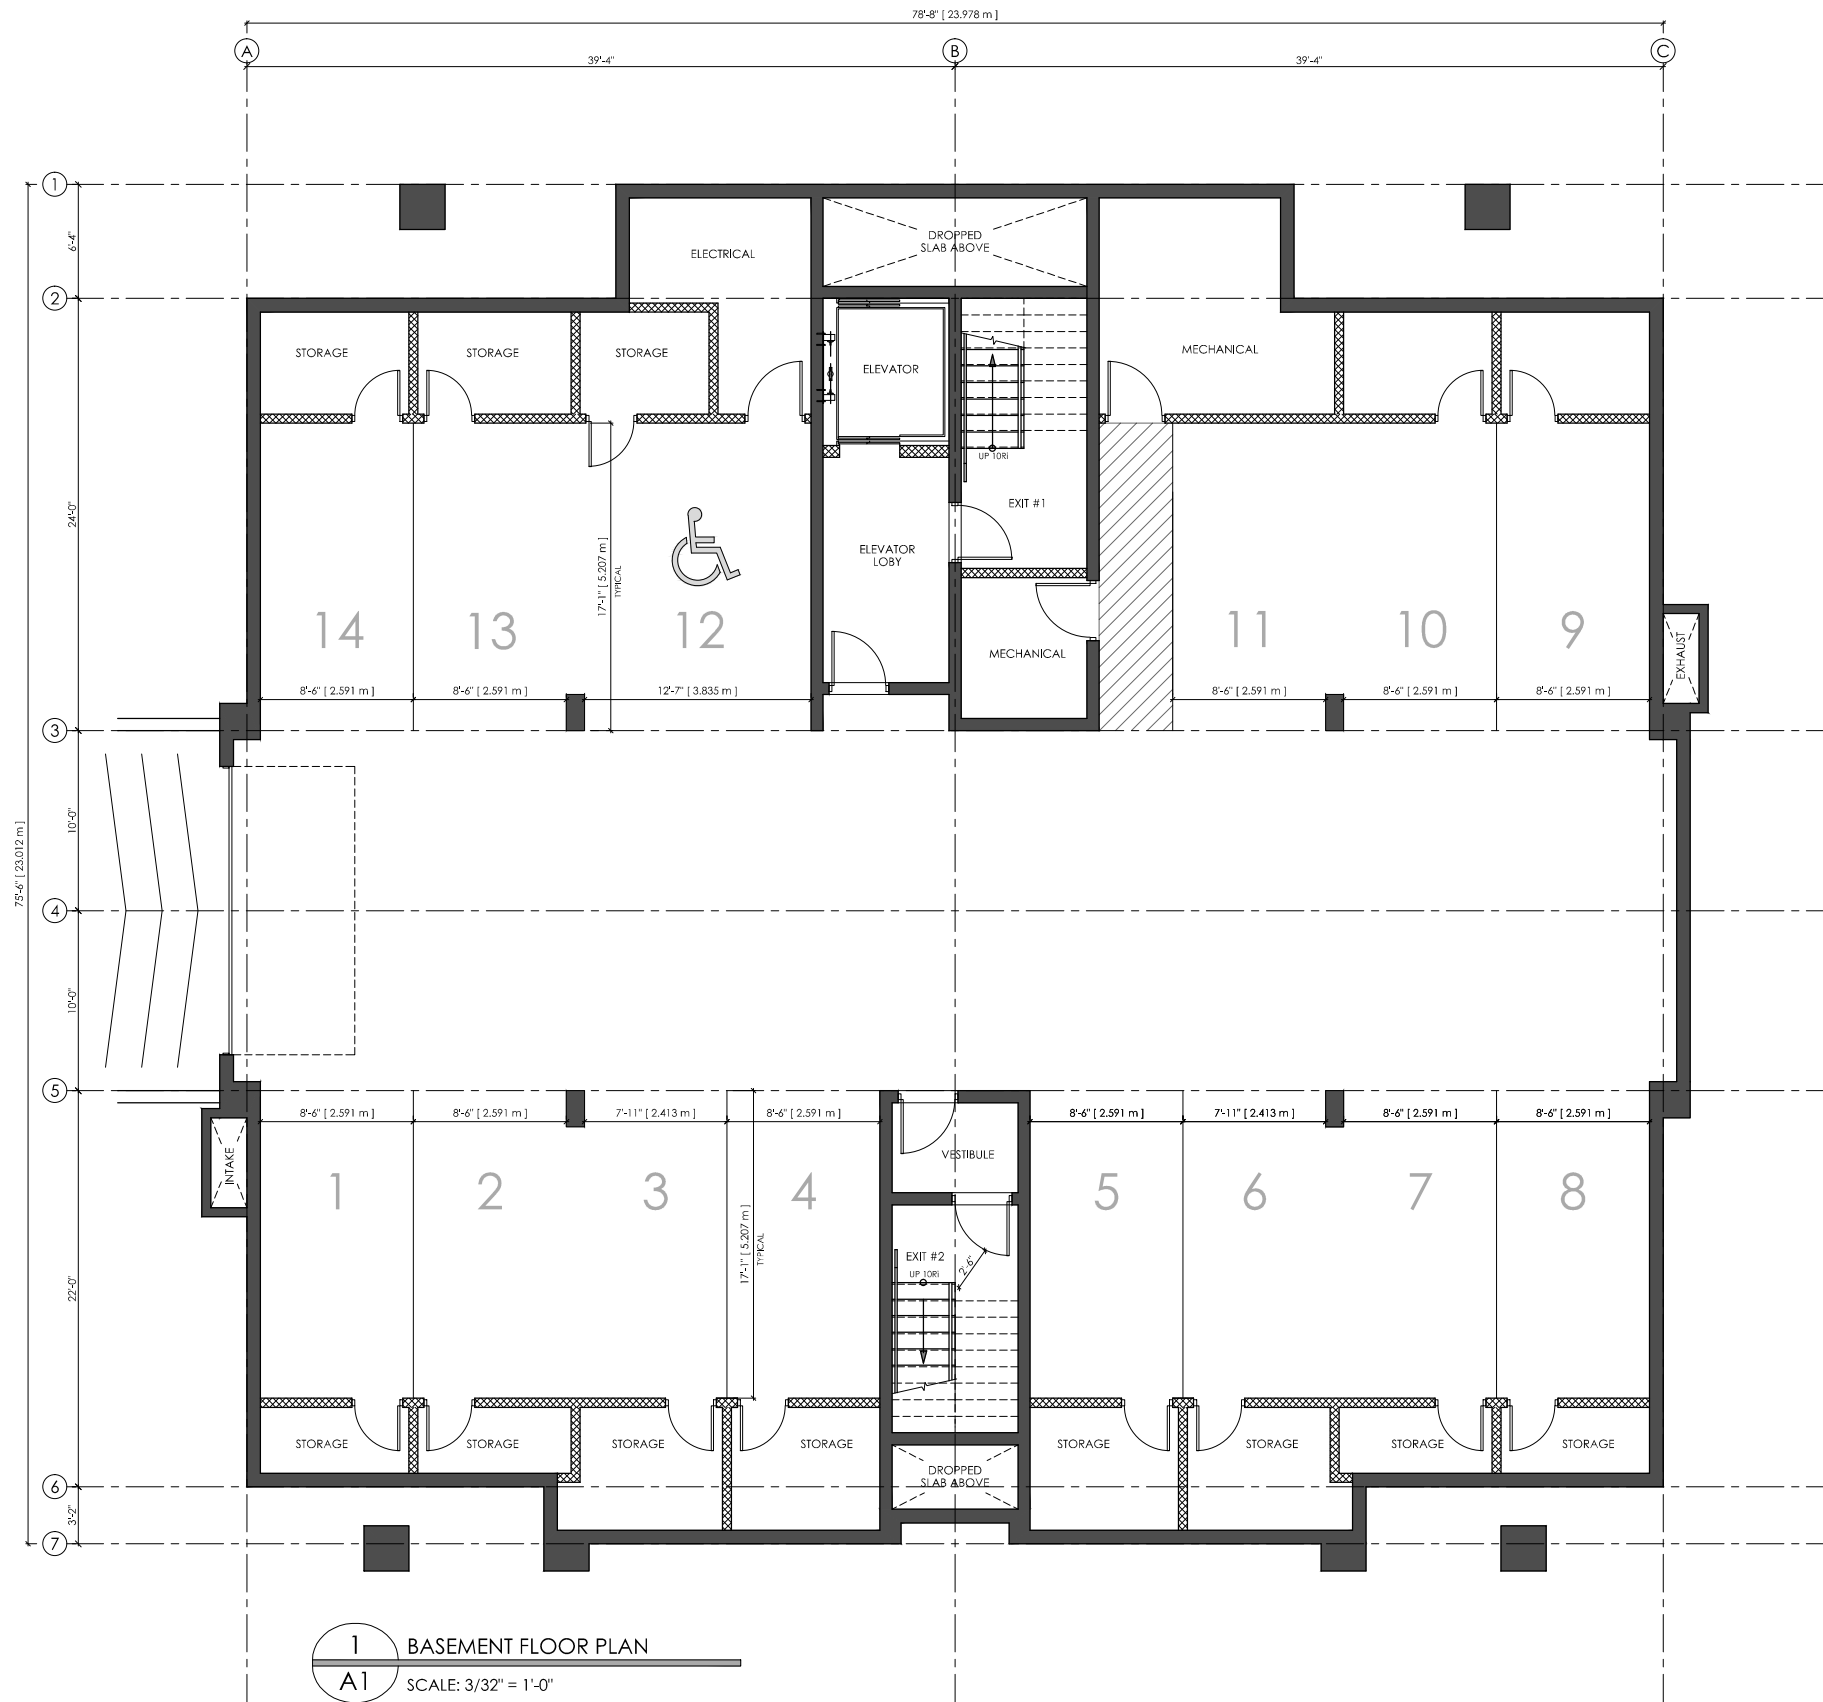 78'-8" [ 23.978 m ]
A
B
C
39'-4"
39'-4"
1
6'-4"
DROPPED
SLAB ABOVE
ELECTRICAL
2
STORAGE
STORAGE
STORAGE
ELEVATOR
MECHANICAL
UP 10Ri
24'-0"
EXIT #1
ELEVATOR
LOBY
17'-1" [ 5.207 m ]
TYPICAL
14
13
12
11
10
9
MECHANICAL
EXHAUST
8'-6" [ 2.591 m ]
8'-6" [ 2.591 m ]
12'-7" [ 3.835 m ]
8'-6" [ 2.591 m ]
8'-6" [ 2.591 m ]
8'-6" [ 2.591 m ]
3
10'-0"
75'-6" [ 23.012 m ]
4
10'-0"
5
8'-6" [ 2.591 m ]
8'-6" [ 2.591 m ]
7'-11" [ 2.413 m ]
8'-6" [ 2.591 m ]
8'-6" [ 2.591 m ]
7'-11" [ 2.413 m ]
8'-6" [ 2.591 m ]
8'-6" [ 2.591 m ]
VESTIBULE
INTAKE
1
2
3
4
5
6
7
8
17'-1" [ 5.207 m ]
TYPICAL
EXIT #2
UP 10Ri
2'-6"
22'-0"
STORAGE
STORAGE
STORAGE
STORAGE
STORAGE
STORAGE
STORAGE
STORAGE
DROPPED
SLAB ABOVE
6
3'-2"
7
1
BASEMENT FLOOR PLAN
A1
SCALE: 3/32" = 1'-0"